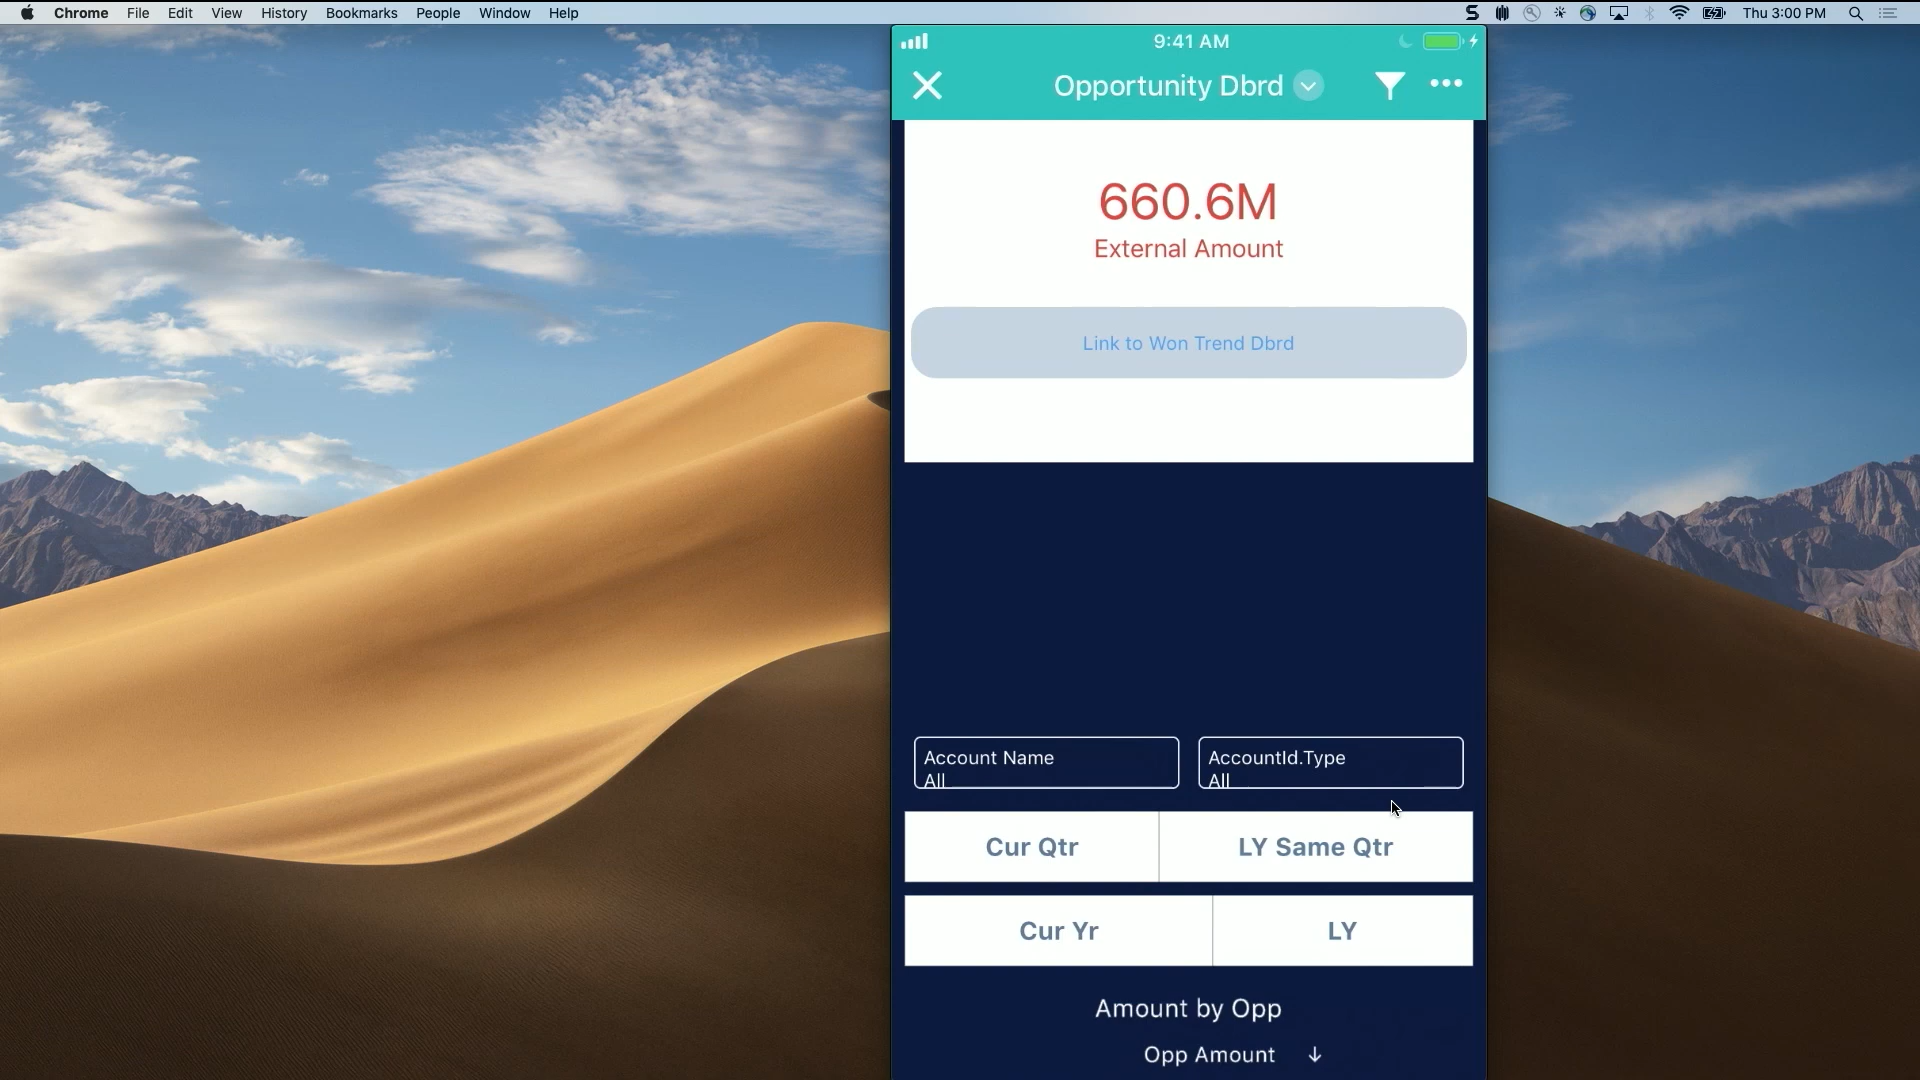 Chrome File Edit View History Bookmarks People Window Help Thu 3:00 PM
9:41 AM
Opportunity Dbrd
660.6M
External Amount
Link to Won Trend Dbrd
Account Name
All
AccountId.Type
All
Cur Qtr
LY Same Qtr
Cur Yr
LY
Amount by Opp
Opp Amount ↓